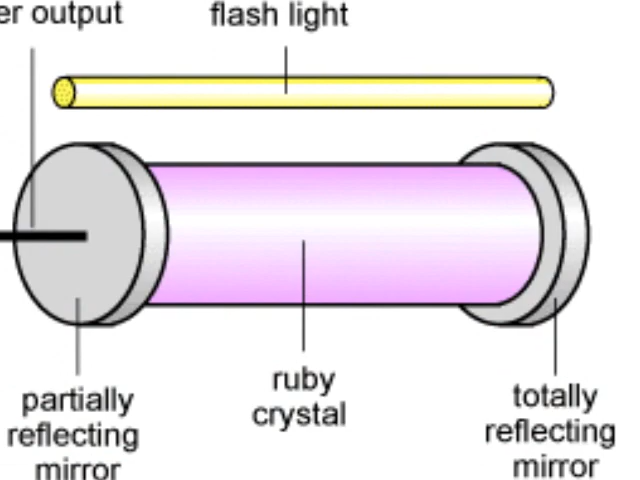 er output
flash light
ruby
crystal
partially
reflecting
mirror
totally
reflecting
mirror